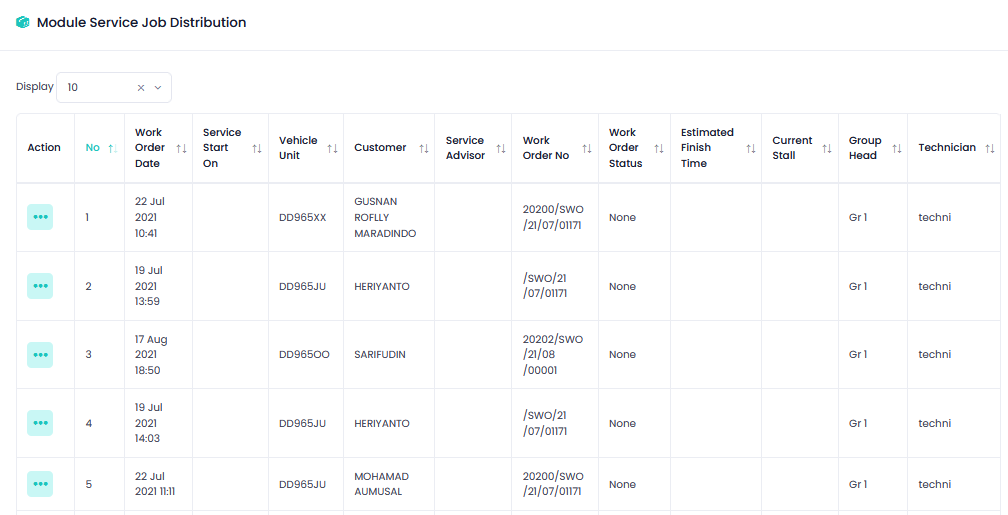 Module Service Job Distribution
Display 10
Action No Work Order Date Service Start On Vehicle Unit Customer Service Advisor Work Order No Work Order Status Estimated Finish Time Current Stall Group Head Technician
1 22 Jul 2021 10:41 DD965XX GUSNAN ROFLLY MARADINDO 20200/SWO/21/07/01171 None Gr 1 techni
2 19 Jul 2021 13:59 DD965JU HERIYANTO /SWO/21/07/01171 None Gr 1 techni
3 17 Aug 2021 18:50 DD965OO SARIFUDIN 20202/SWO/21/08/00001 None Gr 1 techni
4 19 Jul 2021 14:03 DD965JU HERIYANTO /SWO/21/07/01171 None Gr 1 techni
5 22 Jul 2021 11:11 DD965JU MOHAMAD AUMUSAL 20200/SWO/21/07/01171 None Gr 1 techni